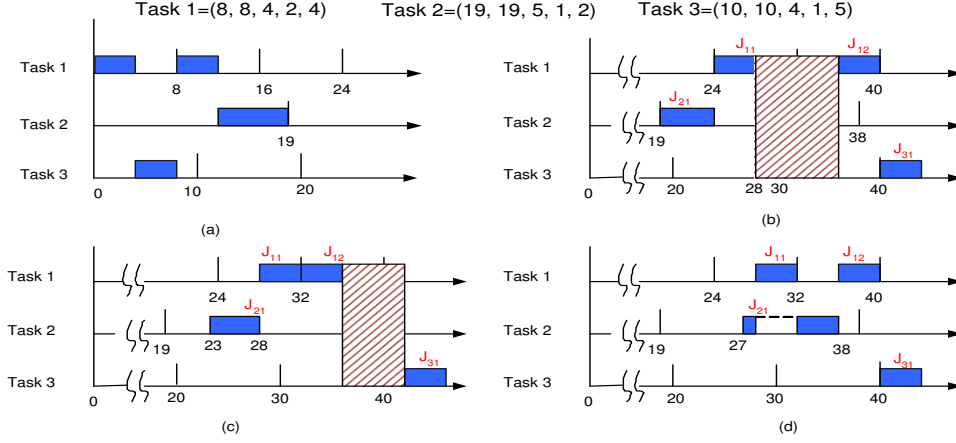 Task 1=(8, 8, 4, 2, 4) Task 2=(19, 19, 5, 1, 2) Task 3=(10, 10, 4, 1, 5)
Task 1
8 16 24
Task 2
19
Task 3
0 10 20
(a)
J11 J12
Task 1
24 40
J21
Task 2
19 38
J31
Task 3
0 20 28 30 40
(b)
J11 J12
Task 1
24 32
J21
Task 2
19 23 28
J31
Task 3
0 20 30 40
(c)
J11 J12
Task 1
24 32 40
J21
Task 2
19 27 38
J31
Task 3
0 20 30 40
(d)